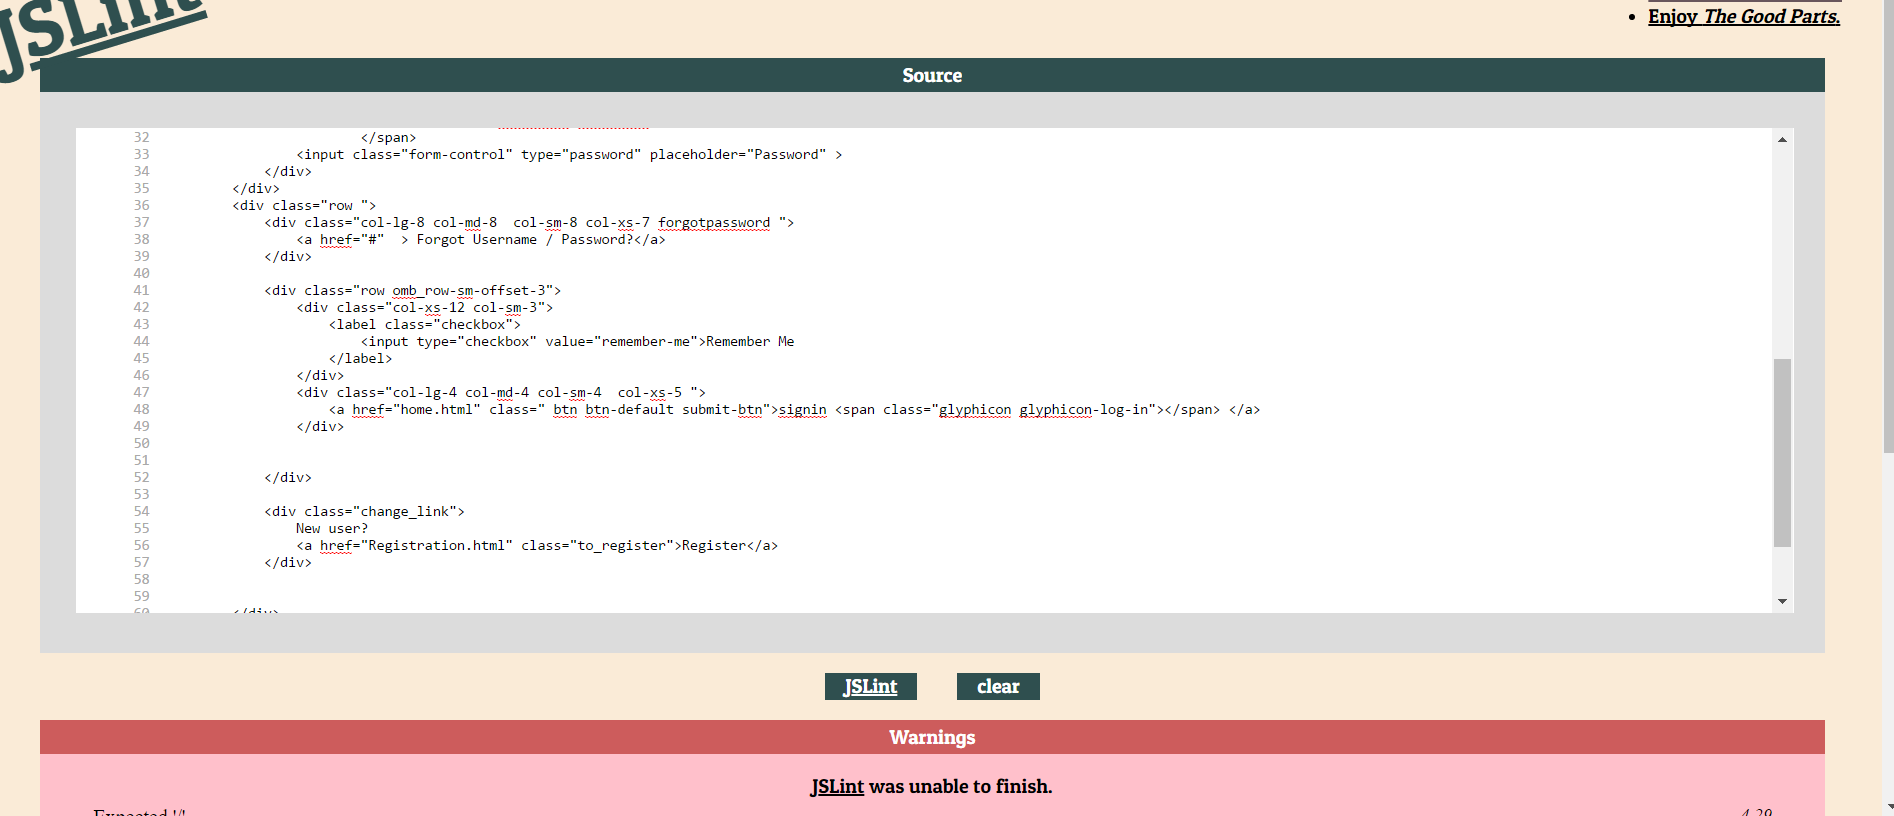 JSLint
Enjoy The Good Parts.
Source
32 </span>
33 <input class="form-control" type="password" placeholder="Password" >
34 </div>
35 </div>
36 <div class="row ">
37 <div class="col-lg-8 col-md-8  col-sm-8 col-xs-7 forgotpassword ">
38 <a href="#"  > Forgot Username / Password?</a>
39 </div>
40
41 <div class="row omb_row-sm-offset-3">
42 <div class="col-xs-12 col-sm-3">
43 <label class="checkbox">
44 <input type="checkbox" value="remember-me">Remember Me
45 </label>
46 </div>
47 <div class="col-lg-4 col-md-4 col-sm-4  col-xs-5 ">
48 <a href="home.html" class=" btn btn-default submit-btn">signin <span class="glyphicon glyphicon-log-in"></span> </a>
49 </div>
50
51
52 </div>
53
54 <div class="change_link">
55 New user?
56 <a href="Registration.html" class="to_register">Register</a>
57 </div>
58
59
60 </div>
JSLint clear
Warnings
JSLint was unable to finish.
Expected '/' 4.29